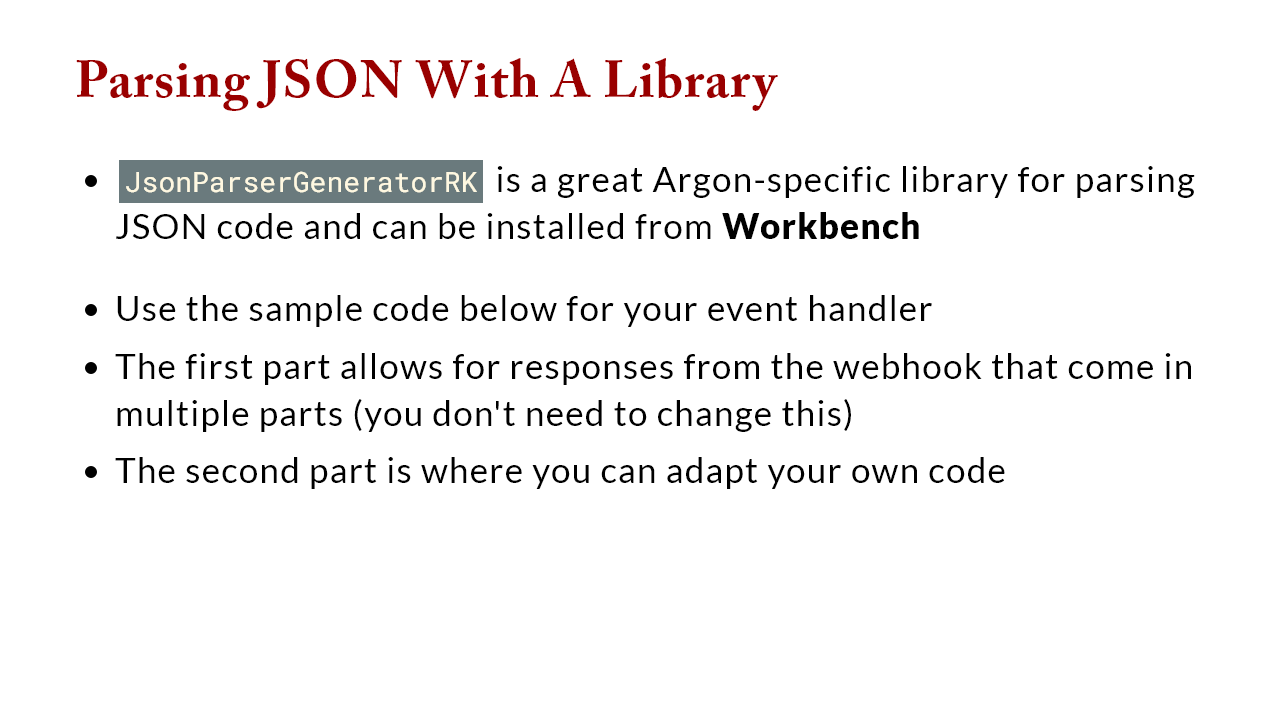 Parsing JSON With A Library
• JsonParserGeneratorRK is a great Argon-specific library for parsing
JSON code and can be installed from Workbench
• Use the sample code below for your event handler
• The first part allows for responses from the webhook that come in
multiple parts (you don't need to change this)
• The second part is where you can adapt your own code